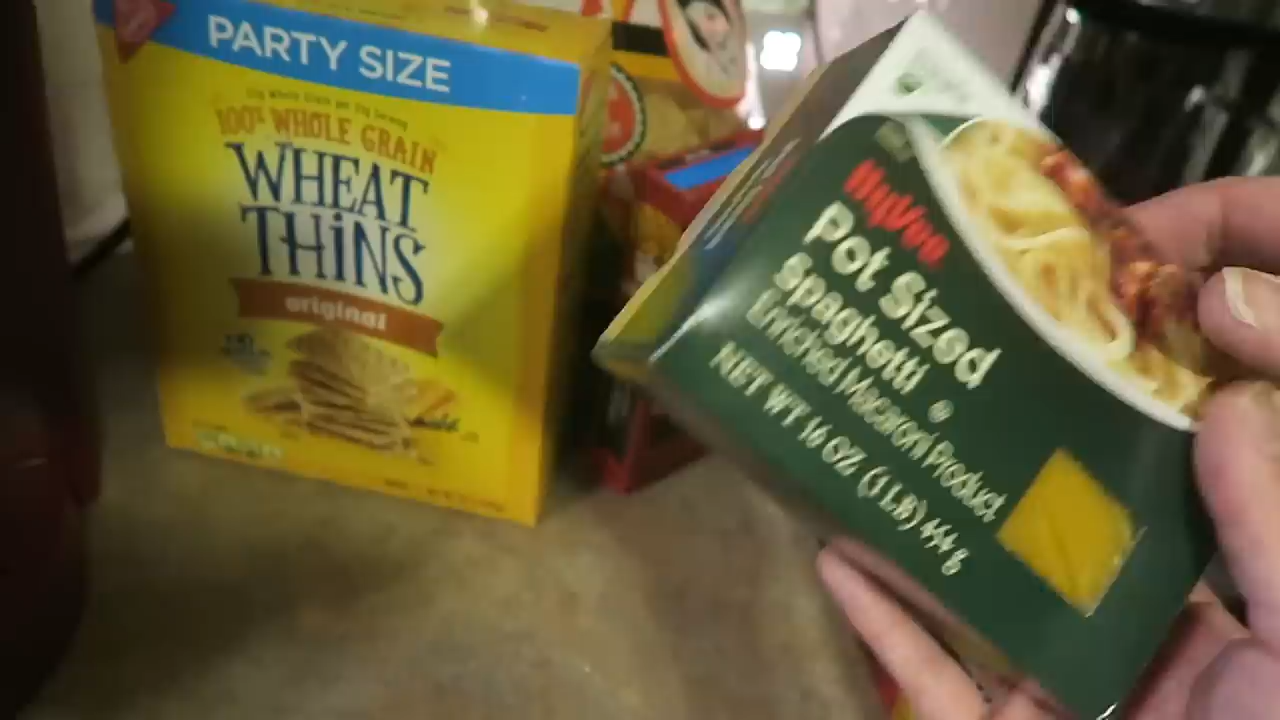 PARTY SIZE
100% WHOLE GRAIN
WHEAT
THINS
original
HyVee
Pot Sized
Spaghetti
Enriched Macaroni Product
NET WT 16 OZ (1 LB) 454 g